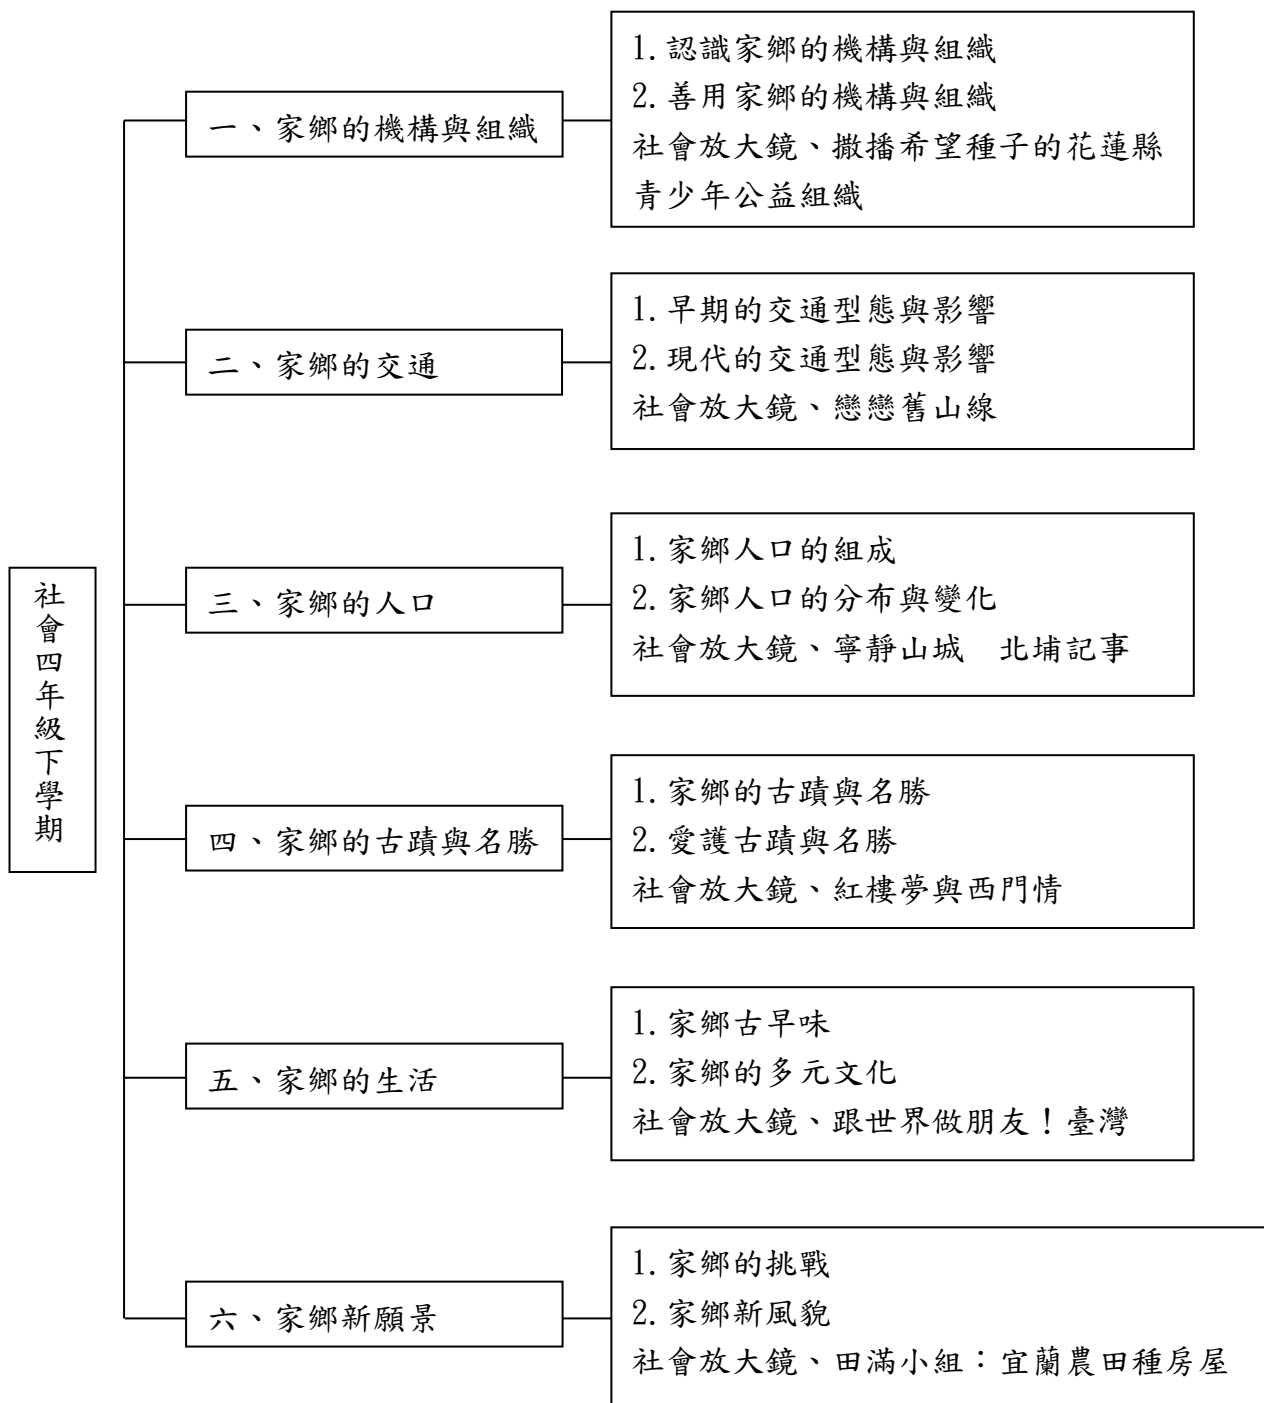 社會四年級下學期
一、家鄉的機構與組織
1.認識家鄉的機構與組織
2.善用家鄉的機構與組織
社會放大鏡、撒播希望種子的花蓮縣
青少年公益組織
二、家鄉的交通
1.早期的交通型態與影響
2.現代的交通型態與影響
社會放大鏡、戀戀舊山線
三、家鄉的人口
1.家鄉人口的組成
2.家鄉人口的分布與變化
社會放大鏡、寧靜山城　北埔記事
四、家鄉的古蹟與名勝
1.家鄉的古蹟與名勝
2.愛護古蹟與名勝
社會放大鏡、紅樓夢與西門情
五、家鄉的生活
1.家鄉古早味
2.家鄉的多元文化
社會放大鏡、跟世界做朋友！臺灣
六、家鄉新願景
1.家鄉的挑戰
2.家鄉新風貌
社會放大鏡、田滿小組：宜蘭農田種房屋